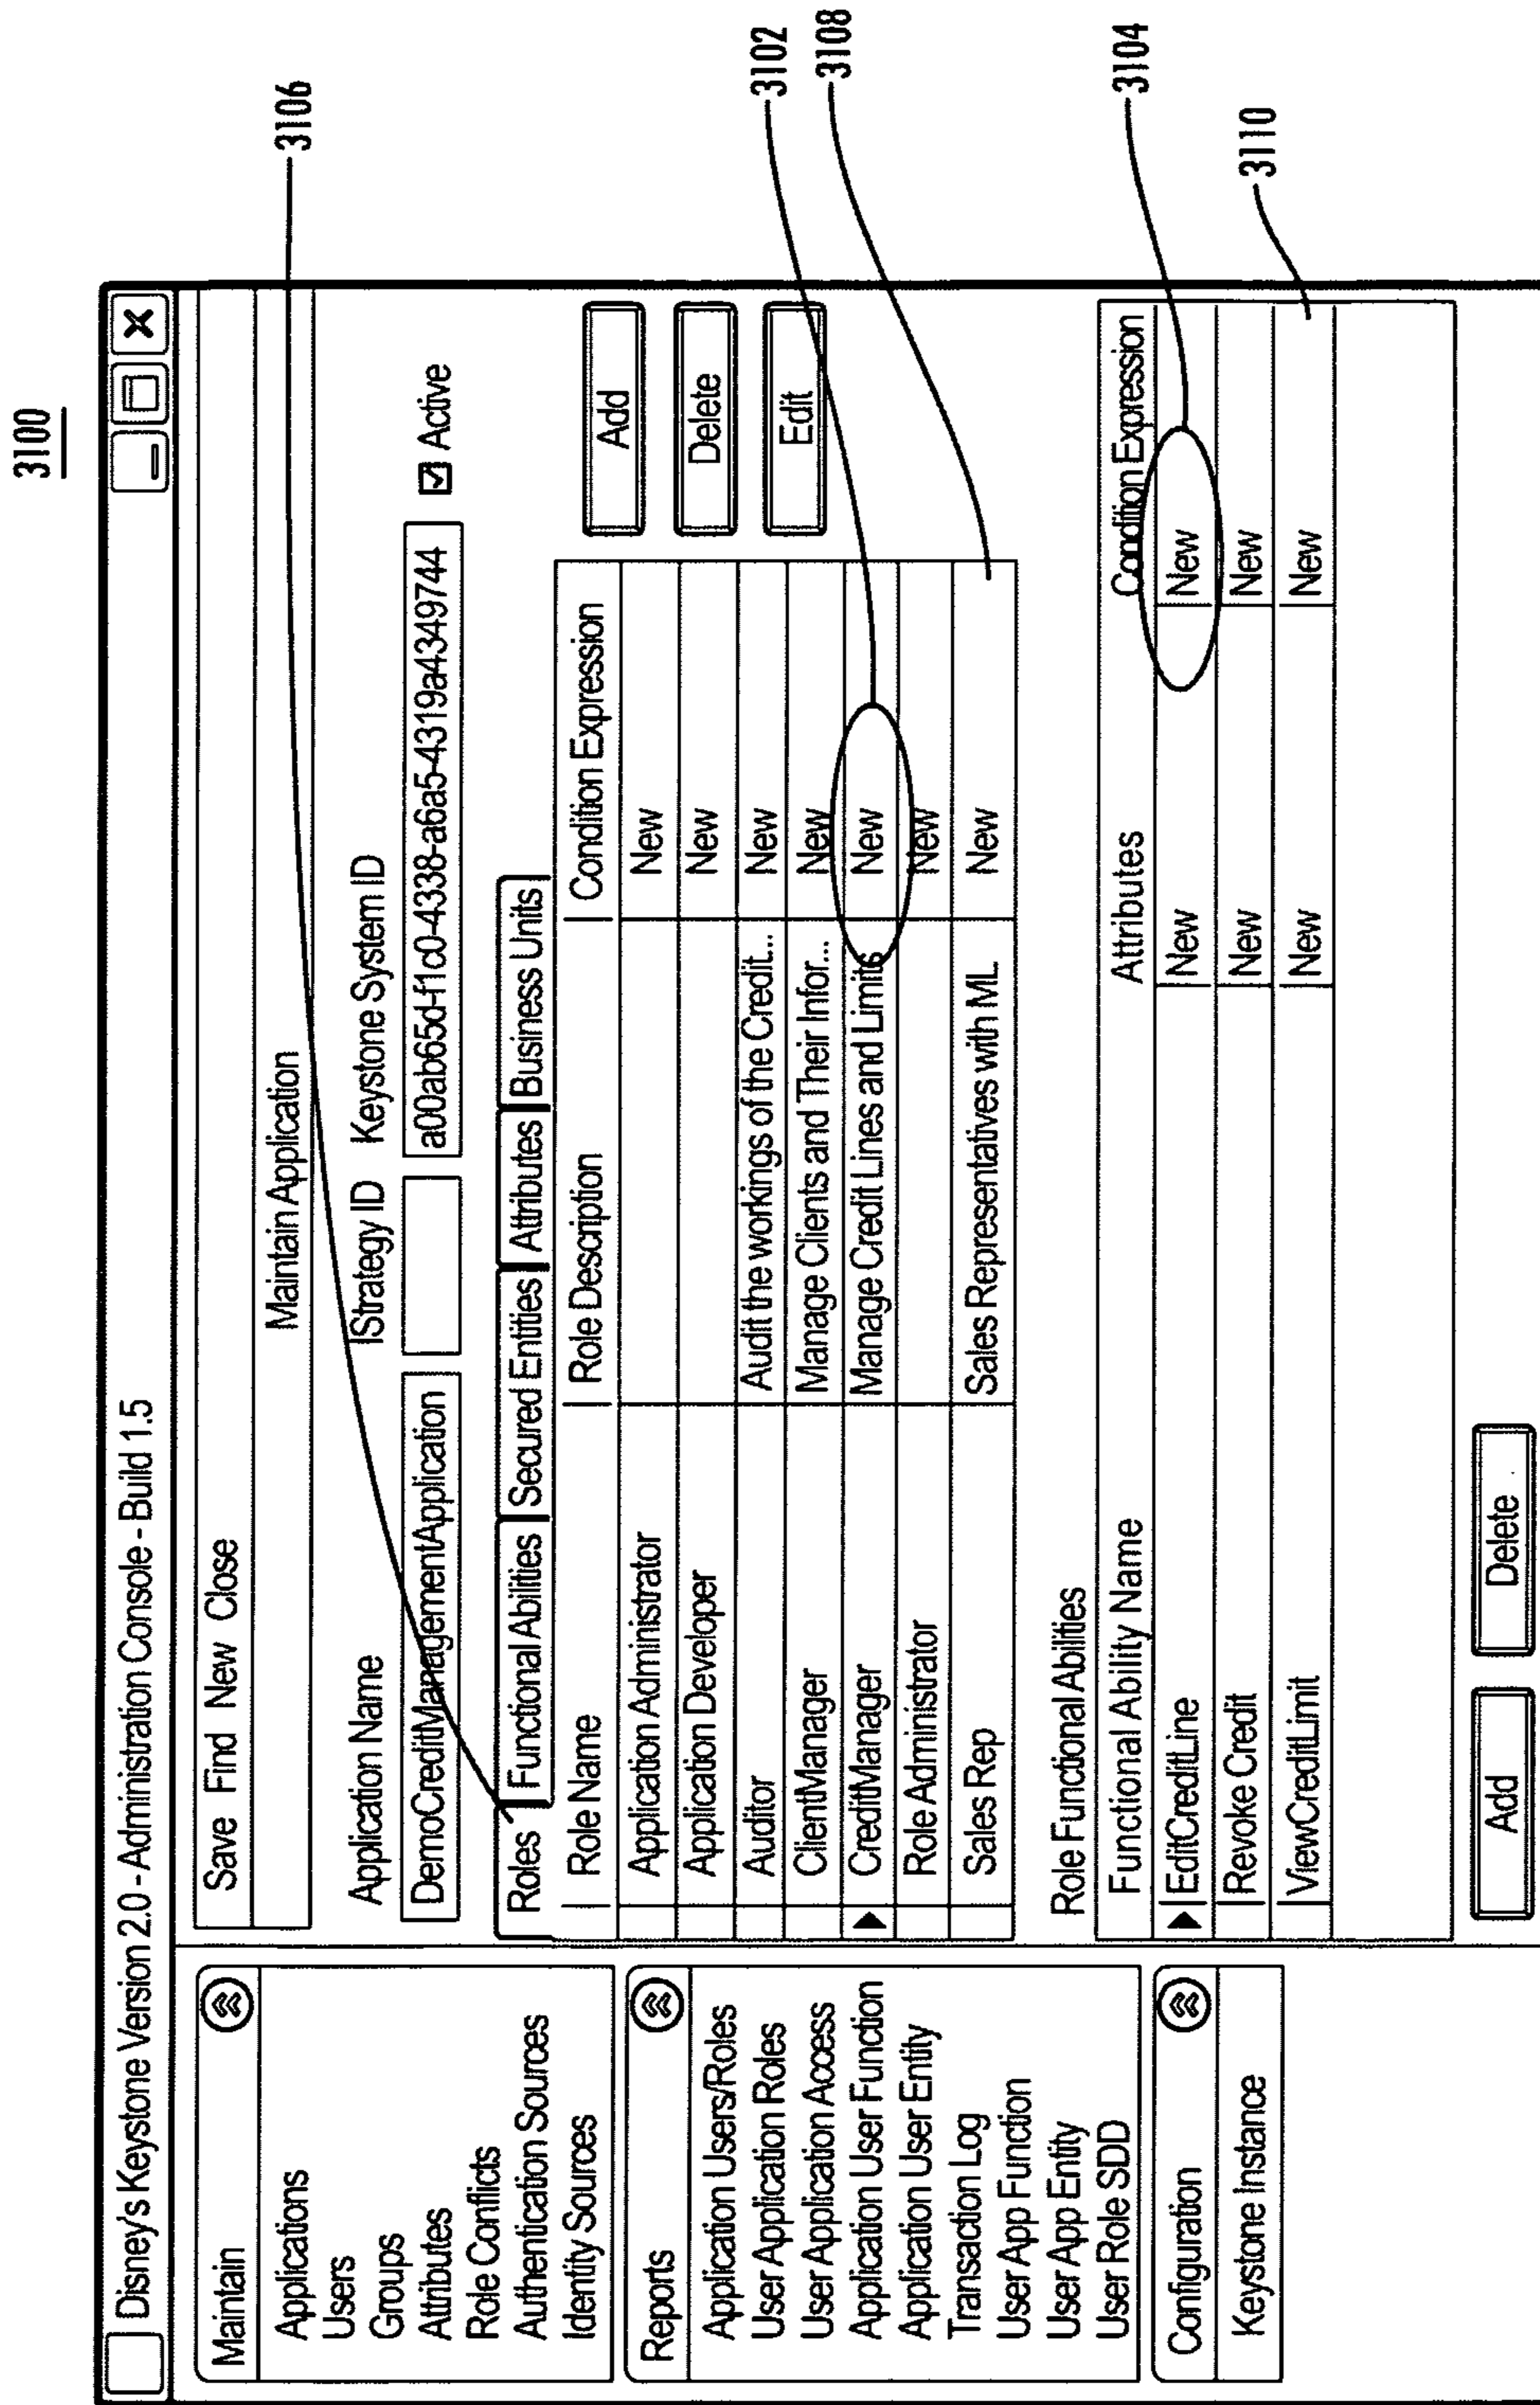 3100
Disney's Keystone Version 2.0 - Administration Console - Build 1.5
Maintain
Applications
Users
Groups
Attributes
Role Conflicts
Authentication Sources
Identity Sources
Reports
Application Users/Roles
User Application Roles
User Application Access
Application User Function
Application User Entity
Transaction Log
User App Function
User App Entity
User Role SDD
Configuration
Keystone Instance
Save Find New Close
Maintain Application
Application Name IStrategy ID Keystone System ID
DemoCreditManagementApplication a00ab65d-f1c0-4338-a6a5-4319a4349744 Active
Roles Functional Abilities Secured Entities Attributes Business Units
Role Name Role Description Condition Expression
Application Administrator New
Application Developer New
Auditor Audit the workings of the Credit... New
ClientManager Manage Clients and Their Infor... New
CreditManager Manage Credit Lines and Limits New
Role Administrator New
Sales Rep Sales Representatives with ML New
Add
Delete
Edit
Role Functional Abilities
Functional Ability Name Attributes Condition Expression
EditCreditLine New New
Revoke Credit New New
ViewCreditLimit New New
Add Delete
3106
3102
3108
3104
3110